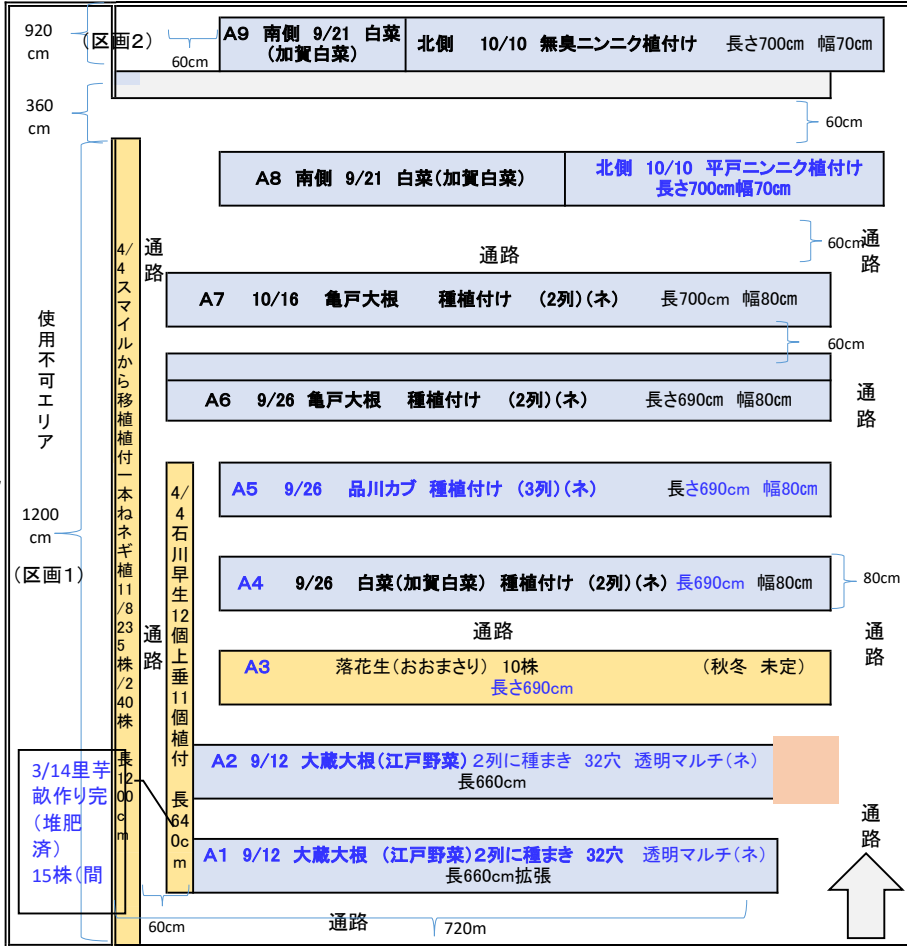 920
cm
(区画2)
60cm
A9 南側 9/21 白菜
(加賀白菜)
北側 10/10 無臭ニンニク植付け 長さ700cm 幅70cm
360
cm
60cm
A8 南側 9/21 白菜(加賀白菜)
北側 10/10 平戸ニンニク植付け
長さ700cm幅70cm
通路
通路
60cm
通路
A7 10/16 亀戸大根 種植付け (2列)(ネ) 長700cm 幅80cm
60cm
使用不可エリア
A6 9/26 亀戸大根 種植付け (2列)(ネ) 長さ690cm 幅80cm
通路
4/4スマイルから移植植付一本ねネギ植11/8235株/240株 長1200cm
4/4石川早生12個上垂11個植付 長640cm
A5 9/26 品川カブ 種植付け (3列)(ネ) 長さ690cm 幅80cm
1200
cm
(区画1)
A4 9/26 白菜(加賀白菜) 種植付け (2列)(ネ) 長690cm 幅80cm
80cm
通路
通路
通路
A3 落花生(おおまさり) 10株 (秋冬 未定)
長さ690cm
A2 9/12 大蔵大根(江戸野菜)2列に種まき 32穴 透明マルチ(ネ)
長660cm
3/14里芋
畝作り完
(堆肥
済)
15株(間
通路
A1 9/12 大蔵大根 (江戸野菜)2列に種まき 32穴 透明マルチ(ネ)
長660cm拡張
60cm
通路
720m